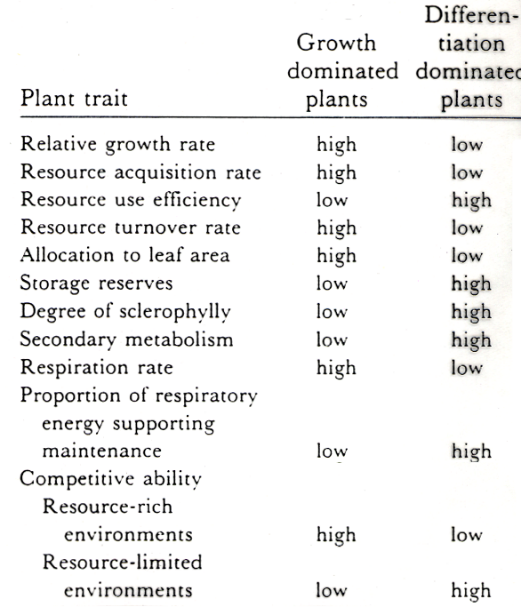 Differen-
Growth tiation
dominated dominated
Plant trait plants plants
Relative growth rate high low
Resource acquisition rate high low
Resource use efficiency low high
Resource turnover rate high low
Allocation to leaf area high low
Storage reserves low high
Degree of sclerophylly low high
Secondary metabolism low high
Respiration rate high low
Proportion of respiratory
energy supporting
maintenance low high
Competitive ability
Resource-rich
environments high low
Resource-limited
environments low high